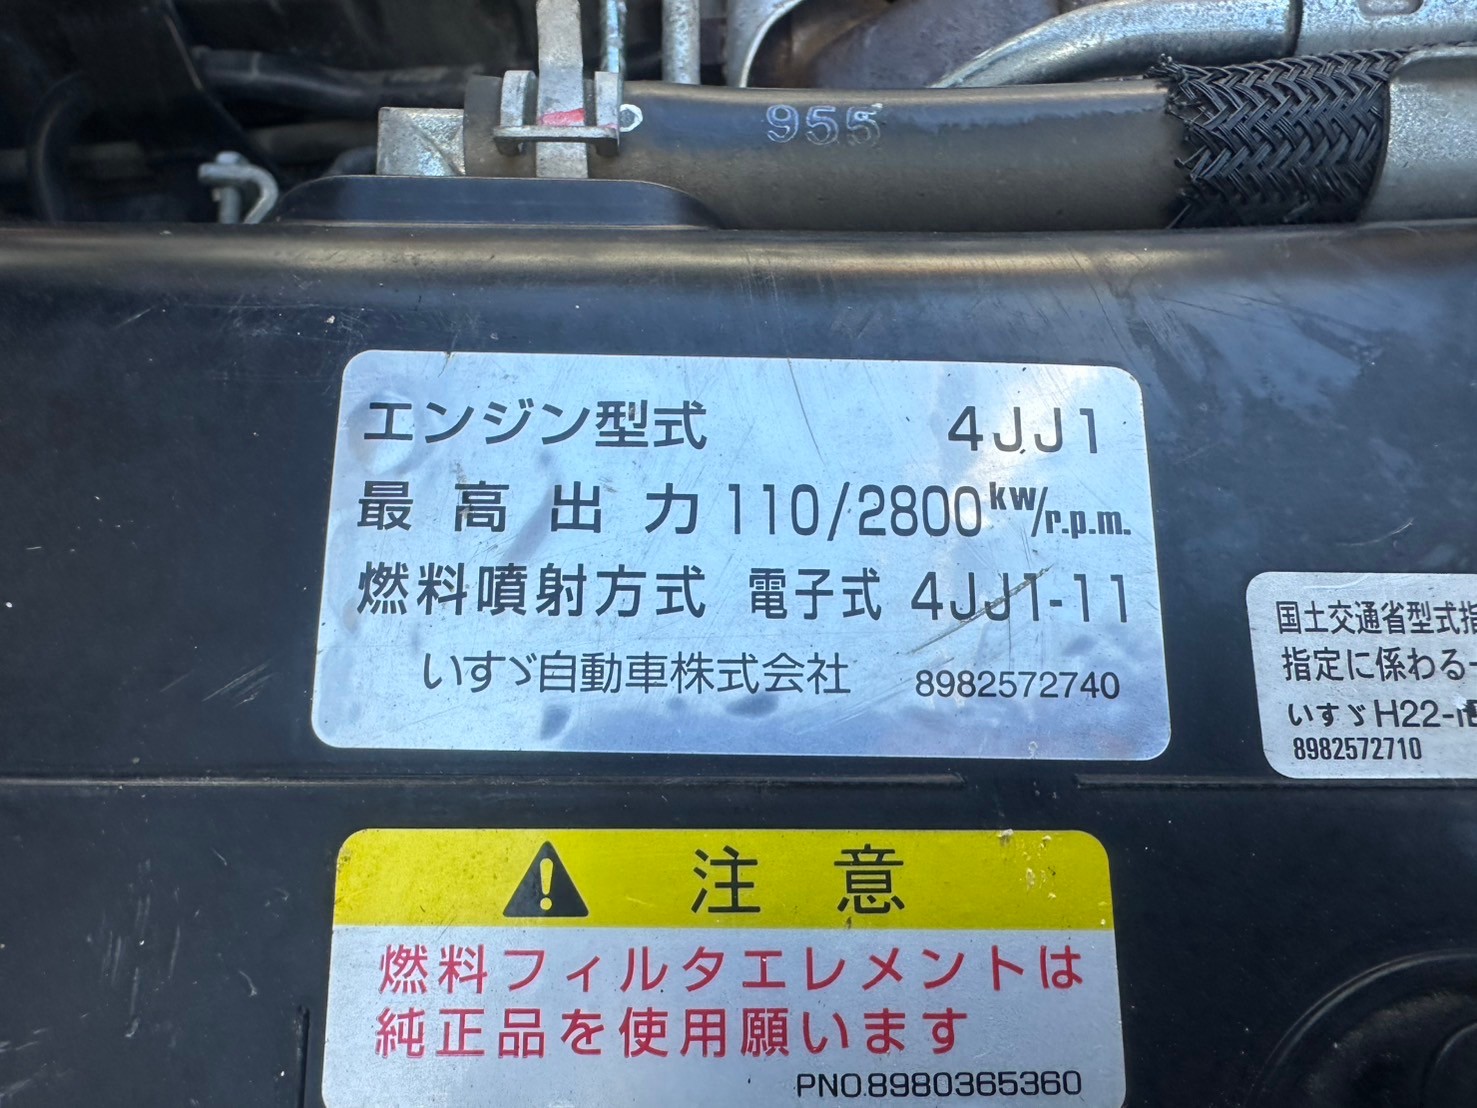 955
エンジン型式 4JJ1
最高出力 110/2800kw/r.p.m.
燃料噴射方式 電子式 4JJ1-11
いすゞ自動車株式会社 8982572740
国土交通省型式指
指定に係わる
いすゞH22-
8982572710
注意
燃料フィルタエレメントは
純正品を使用願います
PNO.8980365360